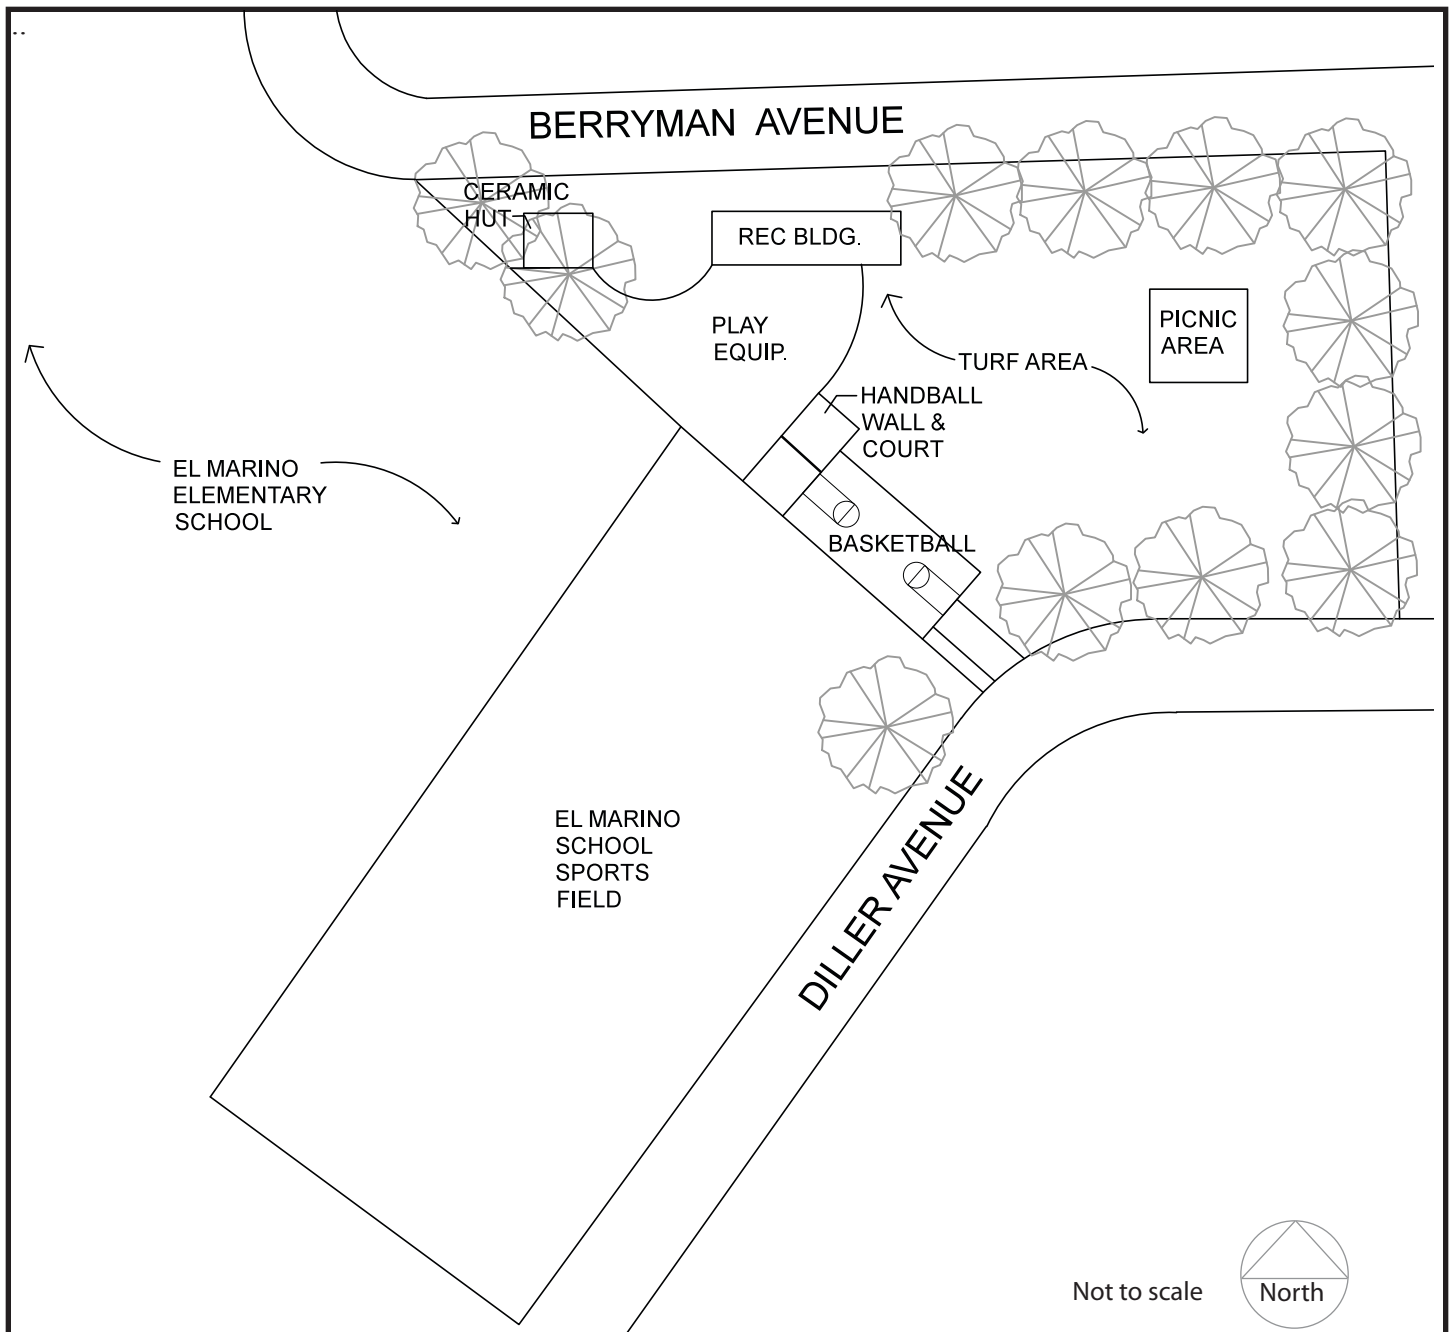 ..
BERRYMAN AVENUE
CERAMIC
HUT
REC BLDG.
PLAY
EQUIP.
PICNIC
AREA
TURF AREA
HANDBALL
WALL &
COURT
EL MARINO
ELEMENTARY
SCHOOL
BASKETBALL
EL MARINO
SCHOOL
SPORTS
FIELD
DILLER AVENUE
Not to scale
North